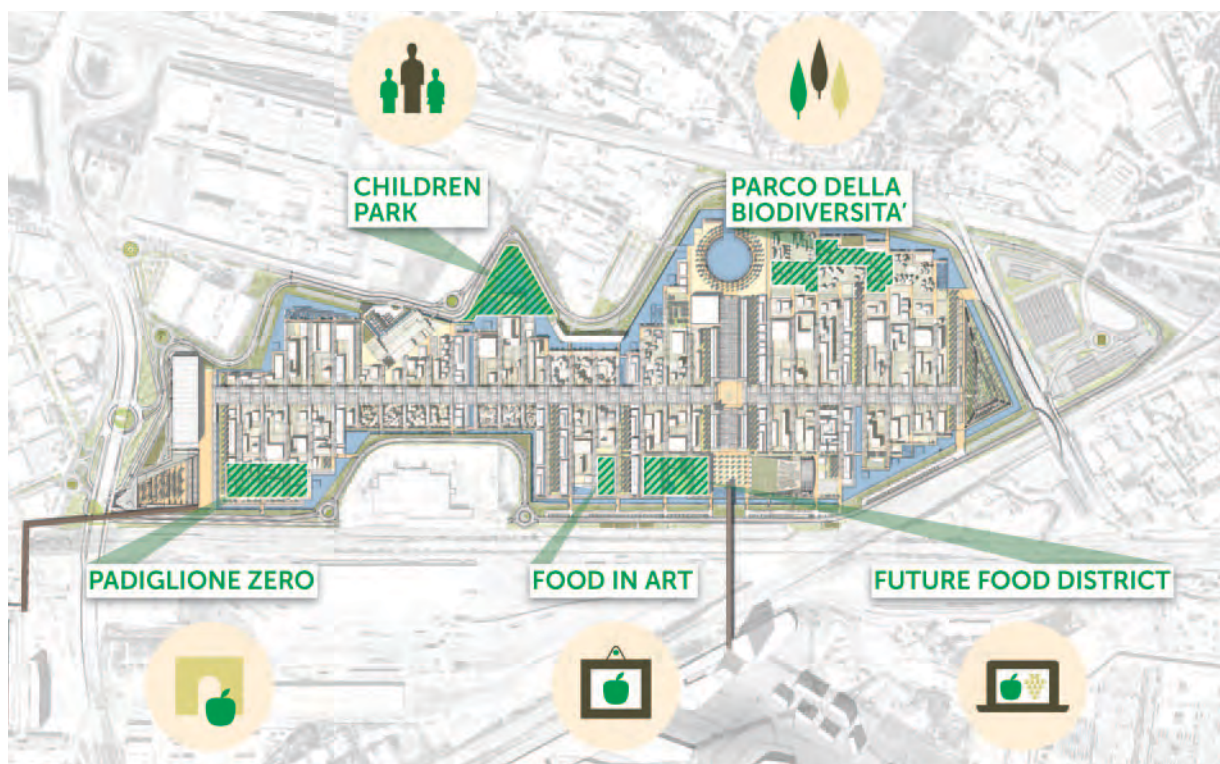 CHILDREN
PARK
PARCO DELLA
BIODIVERSITA’
PADIGLIONE ZERO
FOOD IN ART
FUTURE FOOD DISTRICT